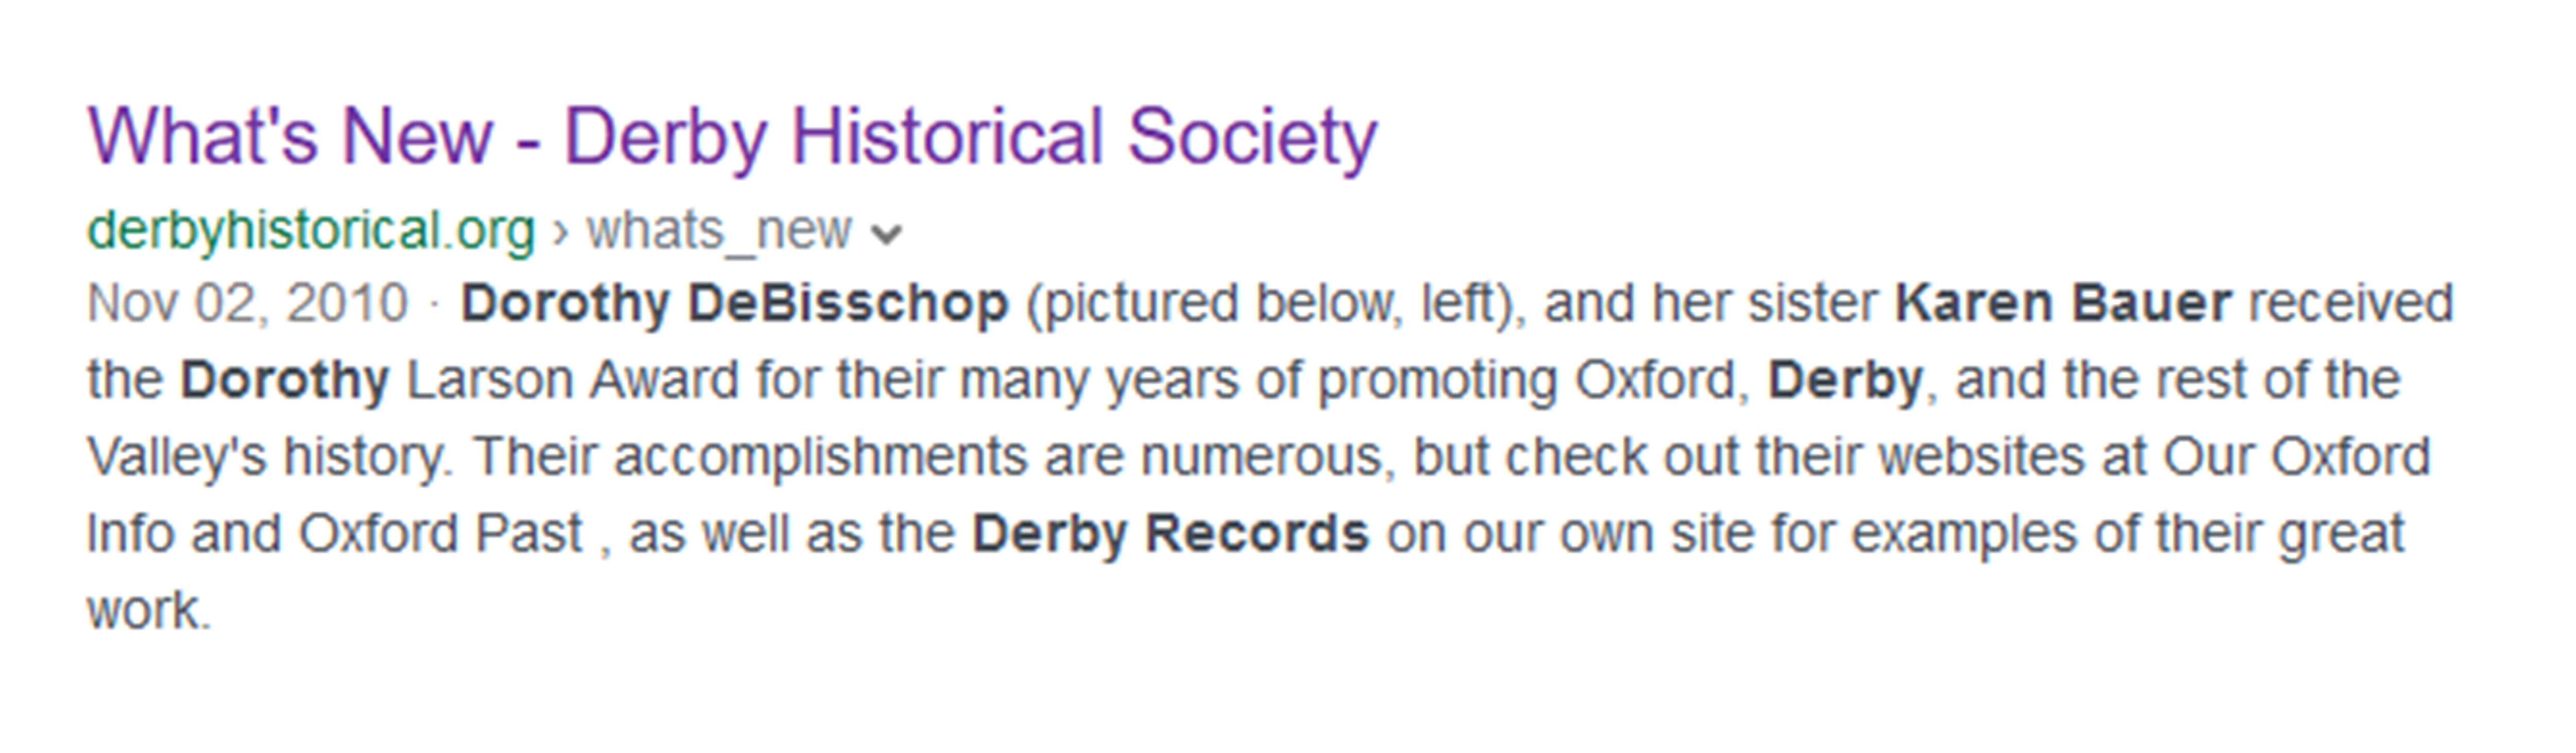 What's New - Derby Historical Society
derbyhistorical.org › whats_new
Nov 02, 2010 · Dorothy DeBisschop (pictured below, left), and her sister Karen Bauer received
the Dorothy Larson Award for their many years of promoting Oxford, Derby, and the rest of the
Valley's history. Their accomplishments are numerous, but check out their websites at Our Oxford
Info and Oxford Past , as well as the Derby Records on our own site for examples of their great
work.